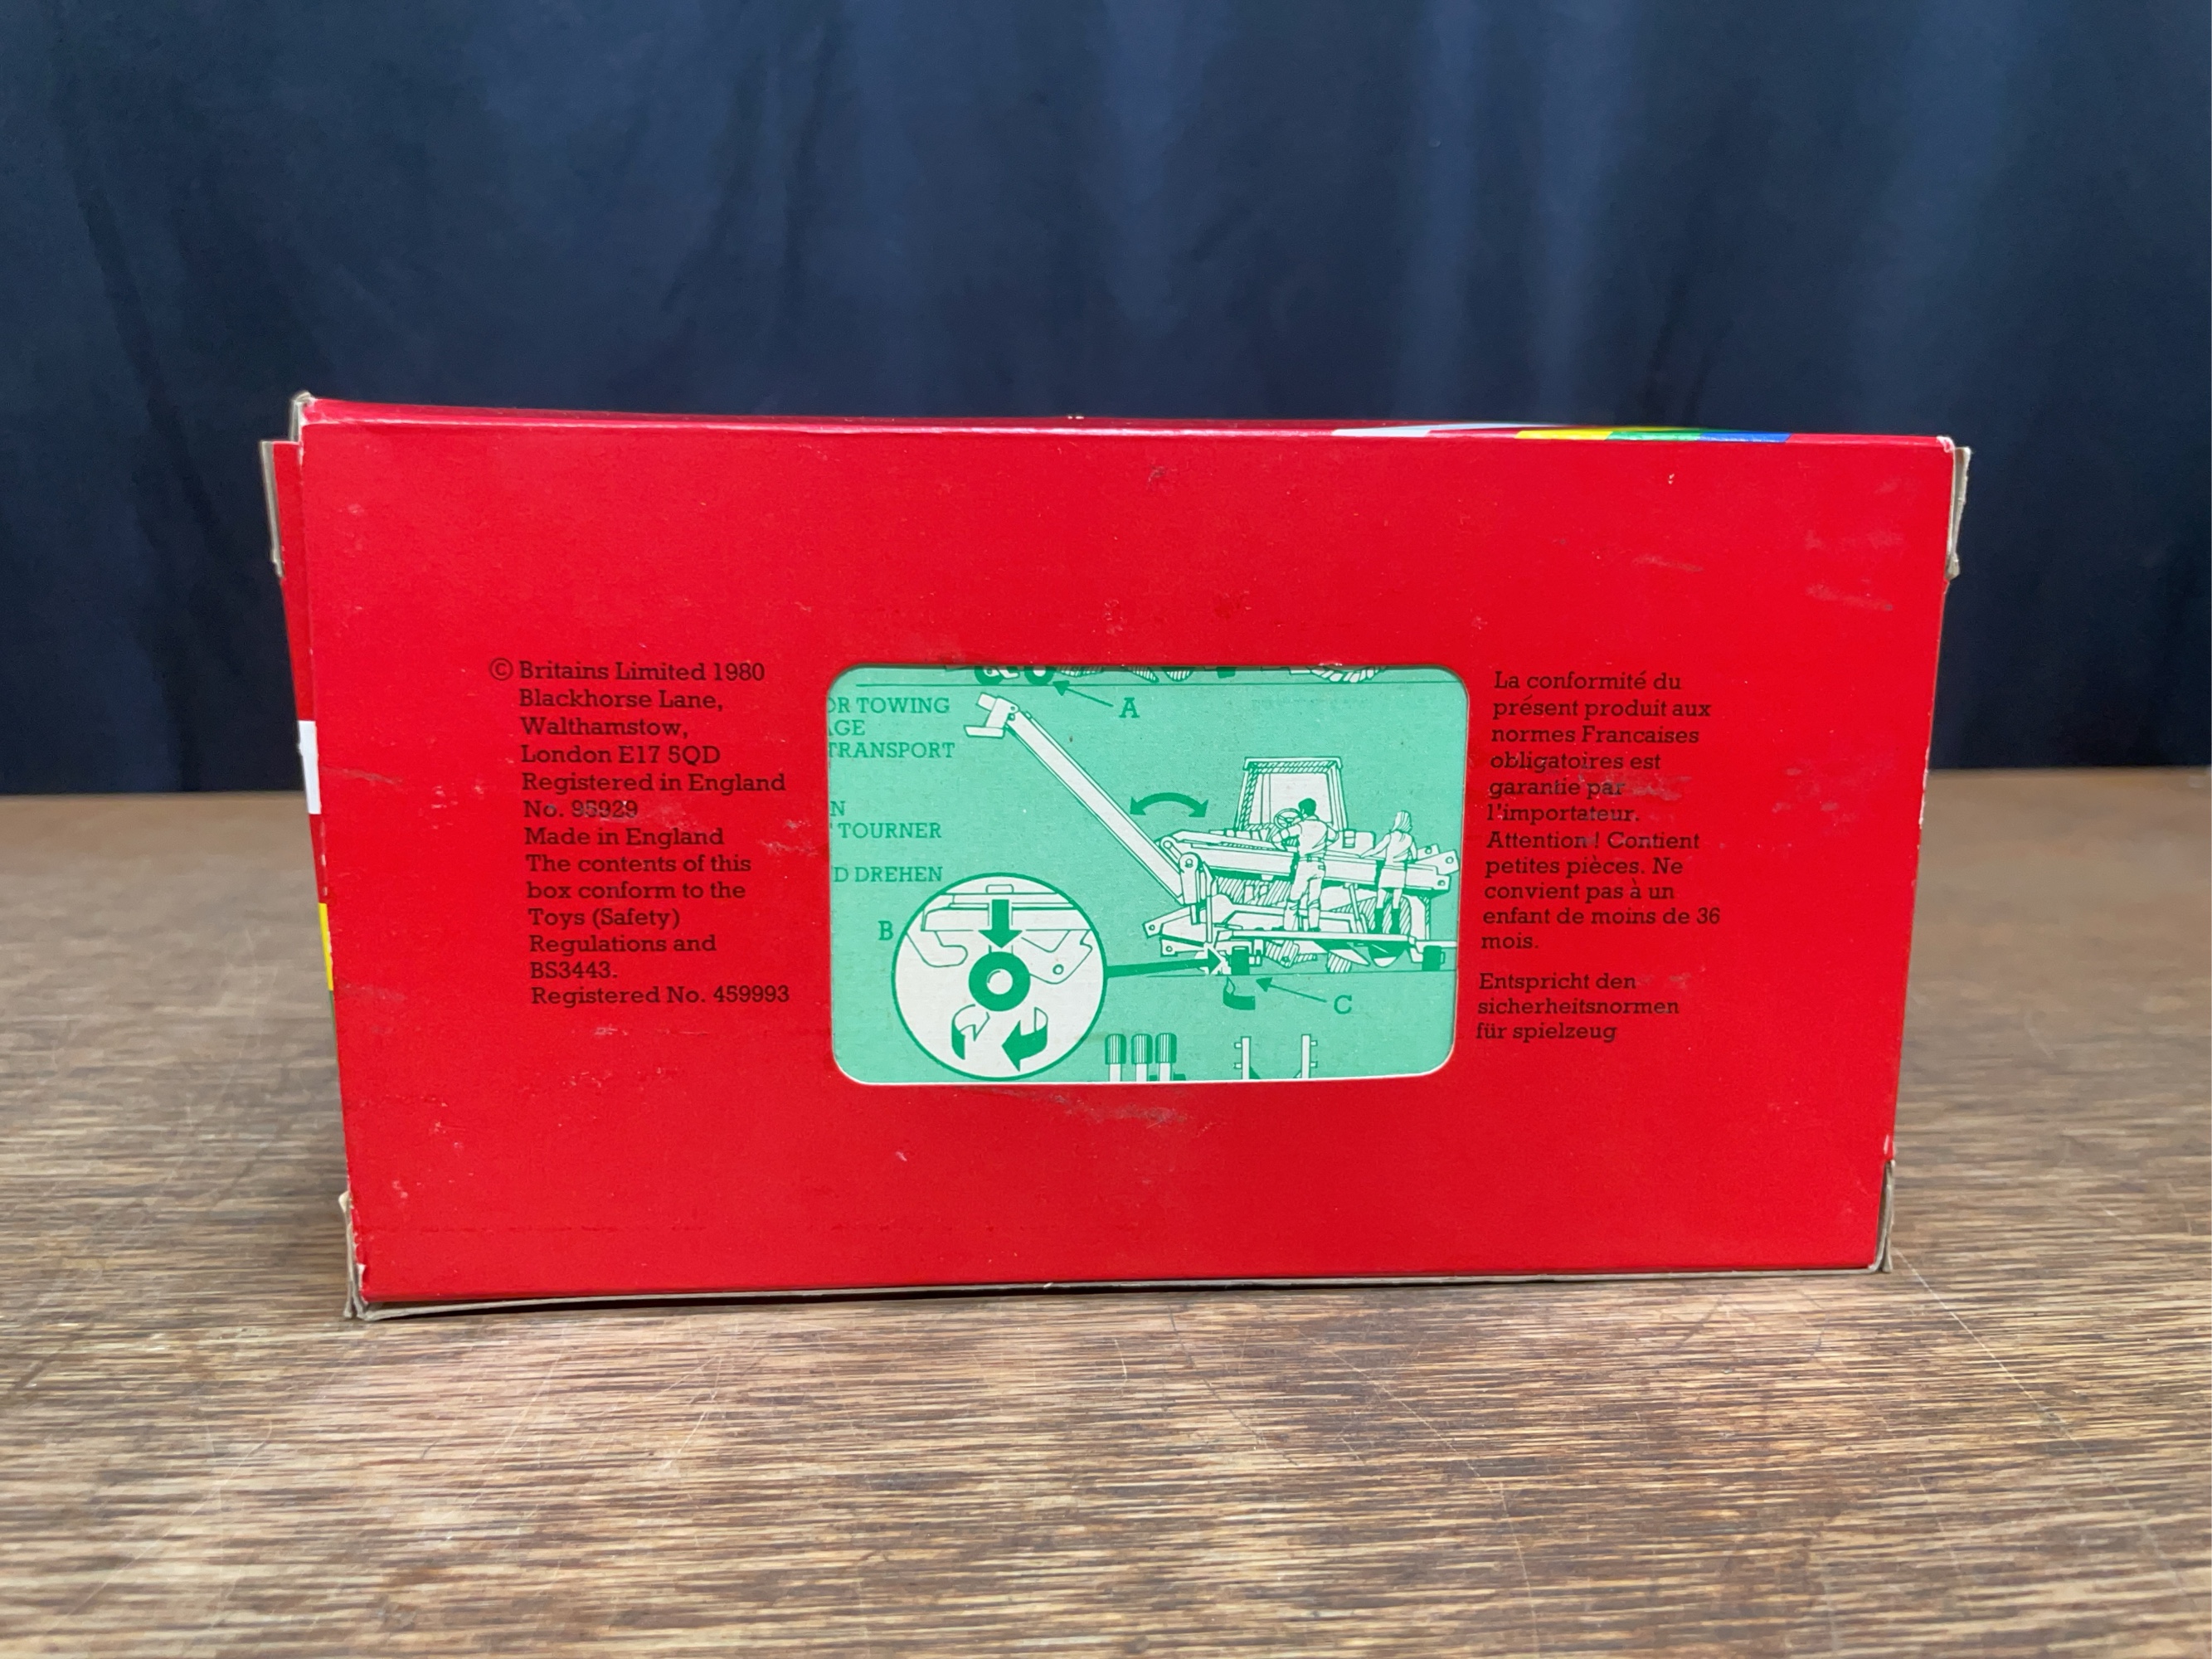 © Britains Limited 1980
Blackhorse Lane,
Walthamstow,
London E17 5QD
Registered in England
No. 95929
Made in England
The contents of this
box conform to the
Toys (Safety)
Regulations and
BS3443.
Registered No. 459993
A
OR TOWING
AGE
TRANSPORT
N
TOURNER
D DREHEN
B
C
La conformité du
présent produit aux
normes Francaises
obligatoires est
garantie par
l'importateur.
Attention! Contient
petites pièces. Ne
convient pas à un
enfant de moins de 36
mois.
Entspricht den
sicherheitsnormen
für spielzeug